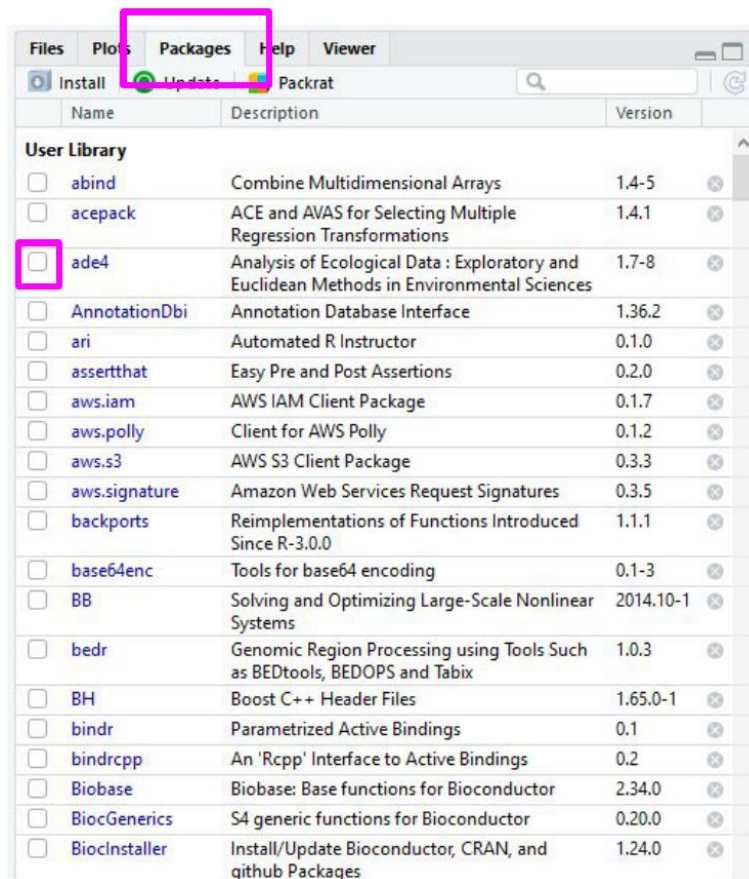 Files Plots Packages Help Viewer
Install Update Packrat
Name Description Version
User Library
abind Combine Multidimensional Arrays 1.4-5
acepack ACE and AVAS for Selecting Multiple 1.4.1
Regression Transformations
ade4 Analysis of Ecological Data : Exploratory and 1.7-8
Euclidean Methods in Environmental Sciences
AnnotationDbi Annotation Database Interface 1.36.2
ari Automated R Instructor 0.1.0
assertthat Easy Pre and Post Assertions 0.2.0
aws.iam AWS IAM Client Package 0.1.7
aws.polly Client for AWS Polly 0.1.2
aws.s3 AWS S3 Client Package 0.3.3
aws.signature Amazon Web Services Request Signatures 0.3.5
backports Reimplementations of Functions Introduced 1.1.1
Since R-3.0.0
base64enc Tools for base64 encoding 0.1-3
BB Solving and Optimizing Large-Scale Nonlinear 2014.10-1
Systems
bedr Genomic Region Processing using Tools Such 1.0.3
as BEDtools, BEDOPS and Tabix
BH Boost C++ Header Files 1.65.0-1
bindr Parametrized Active Bindings 0.1
bindrcpp An 'Rcpp' Interface to Active Bindings 0.2
Biobase Biobase: Base functions for Bioconductor 2.34.0
BiocGenerics S4 generic functions for Bioconductor 0.20.0
BiocInstaller Install/Update Bioconductor, CRAN, and 1.24.0
github Packages